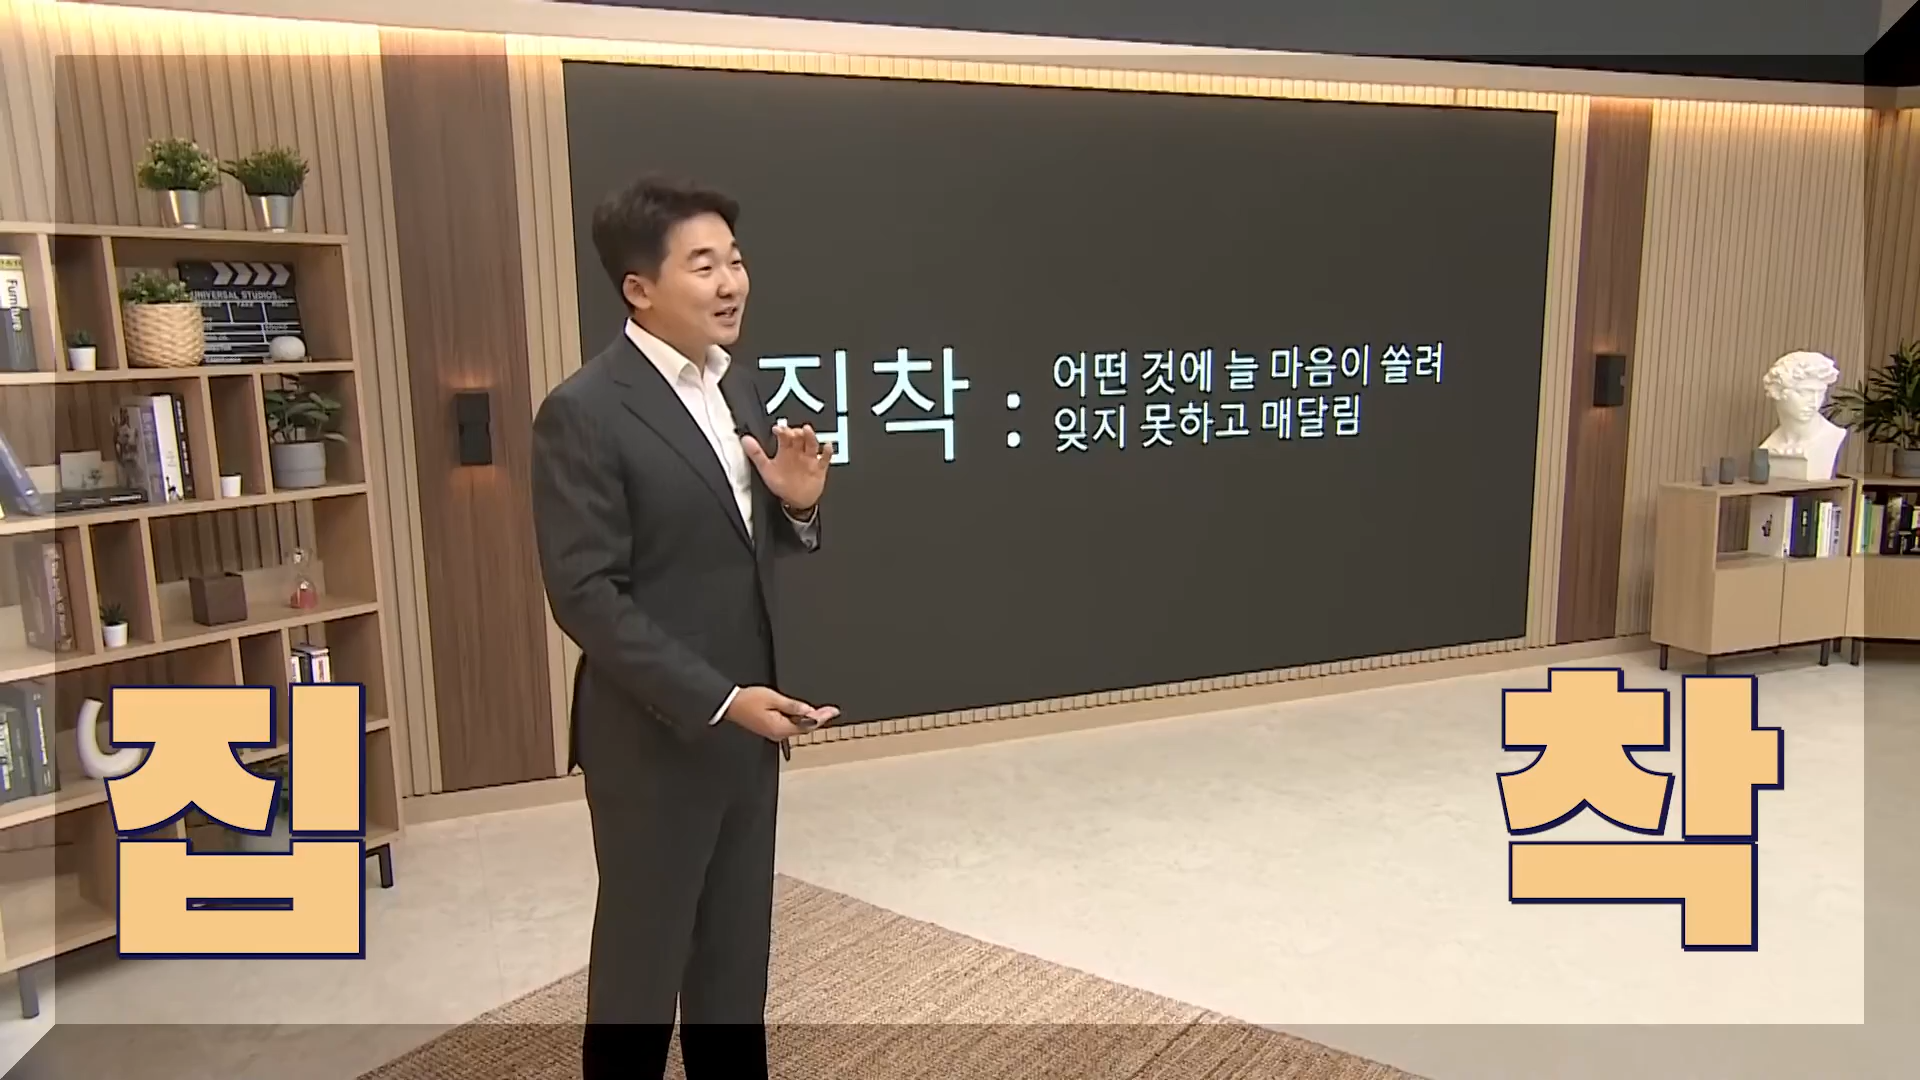 집착 : 어떤 것에 늘 마음이 쏠려
잊지 못하고 매달림
Furniture
UNIVERSAL STUDIOS
집 착